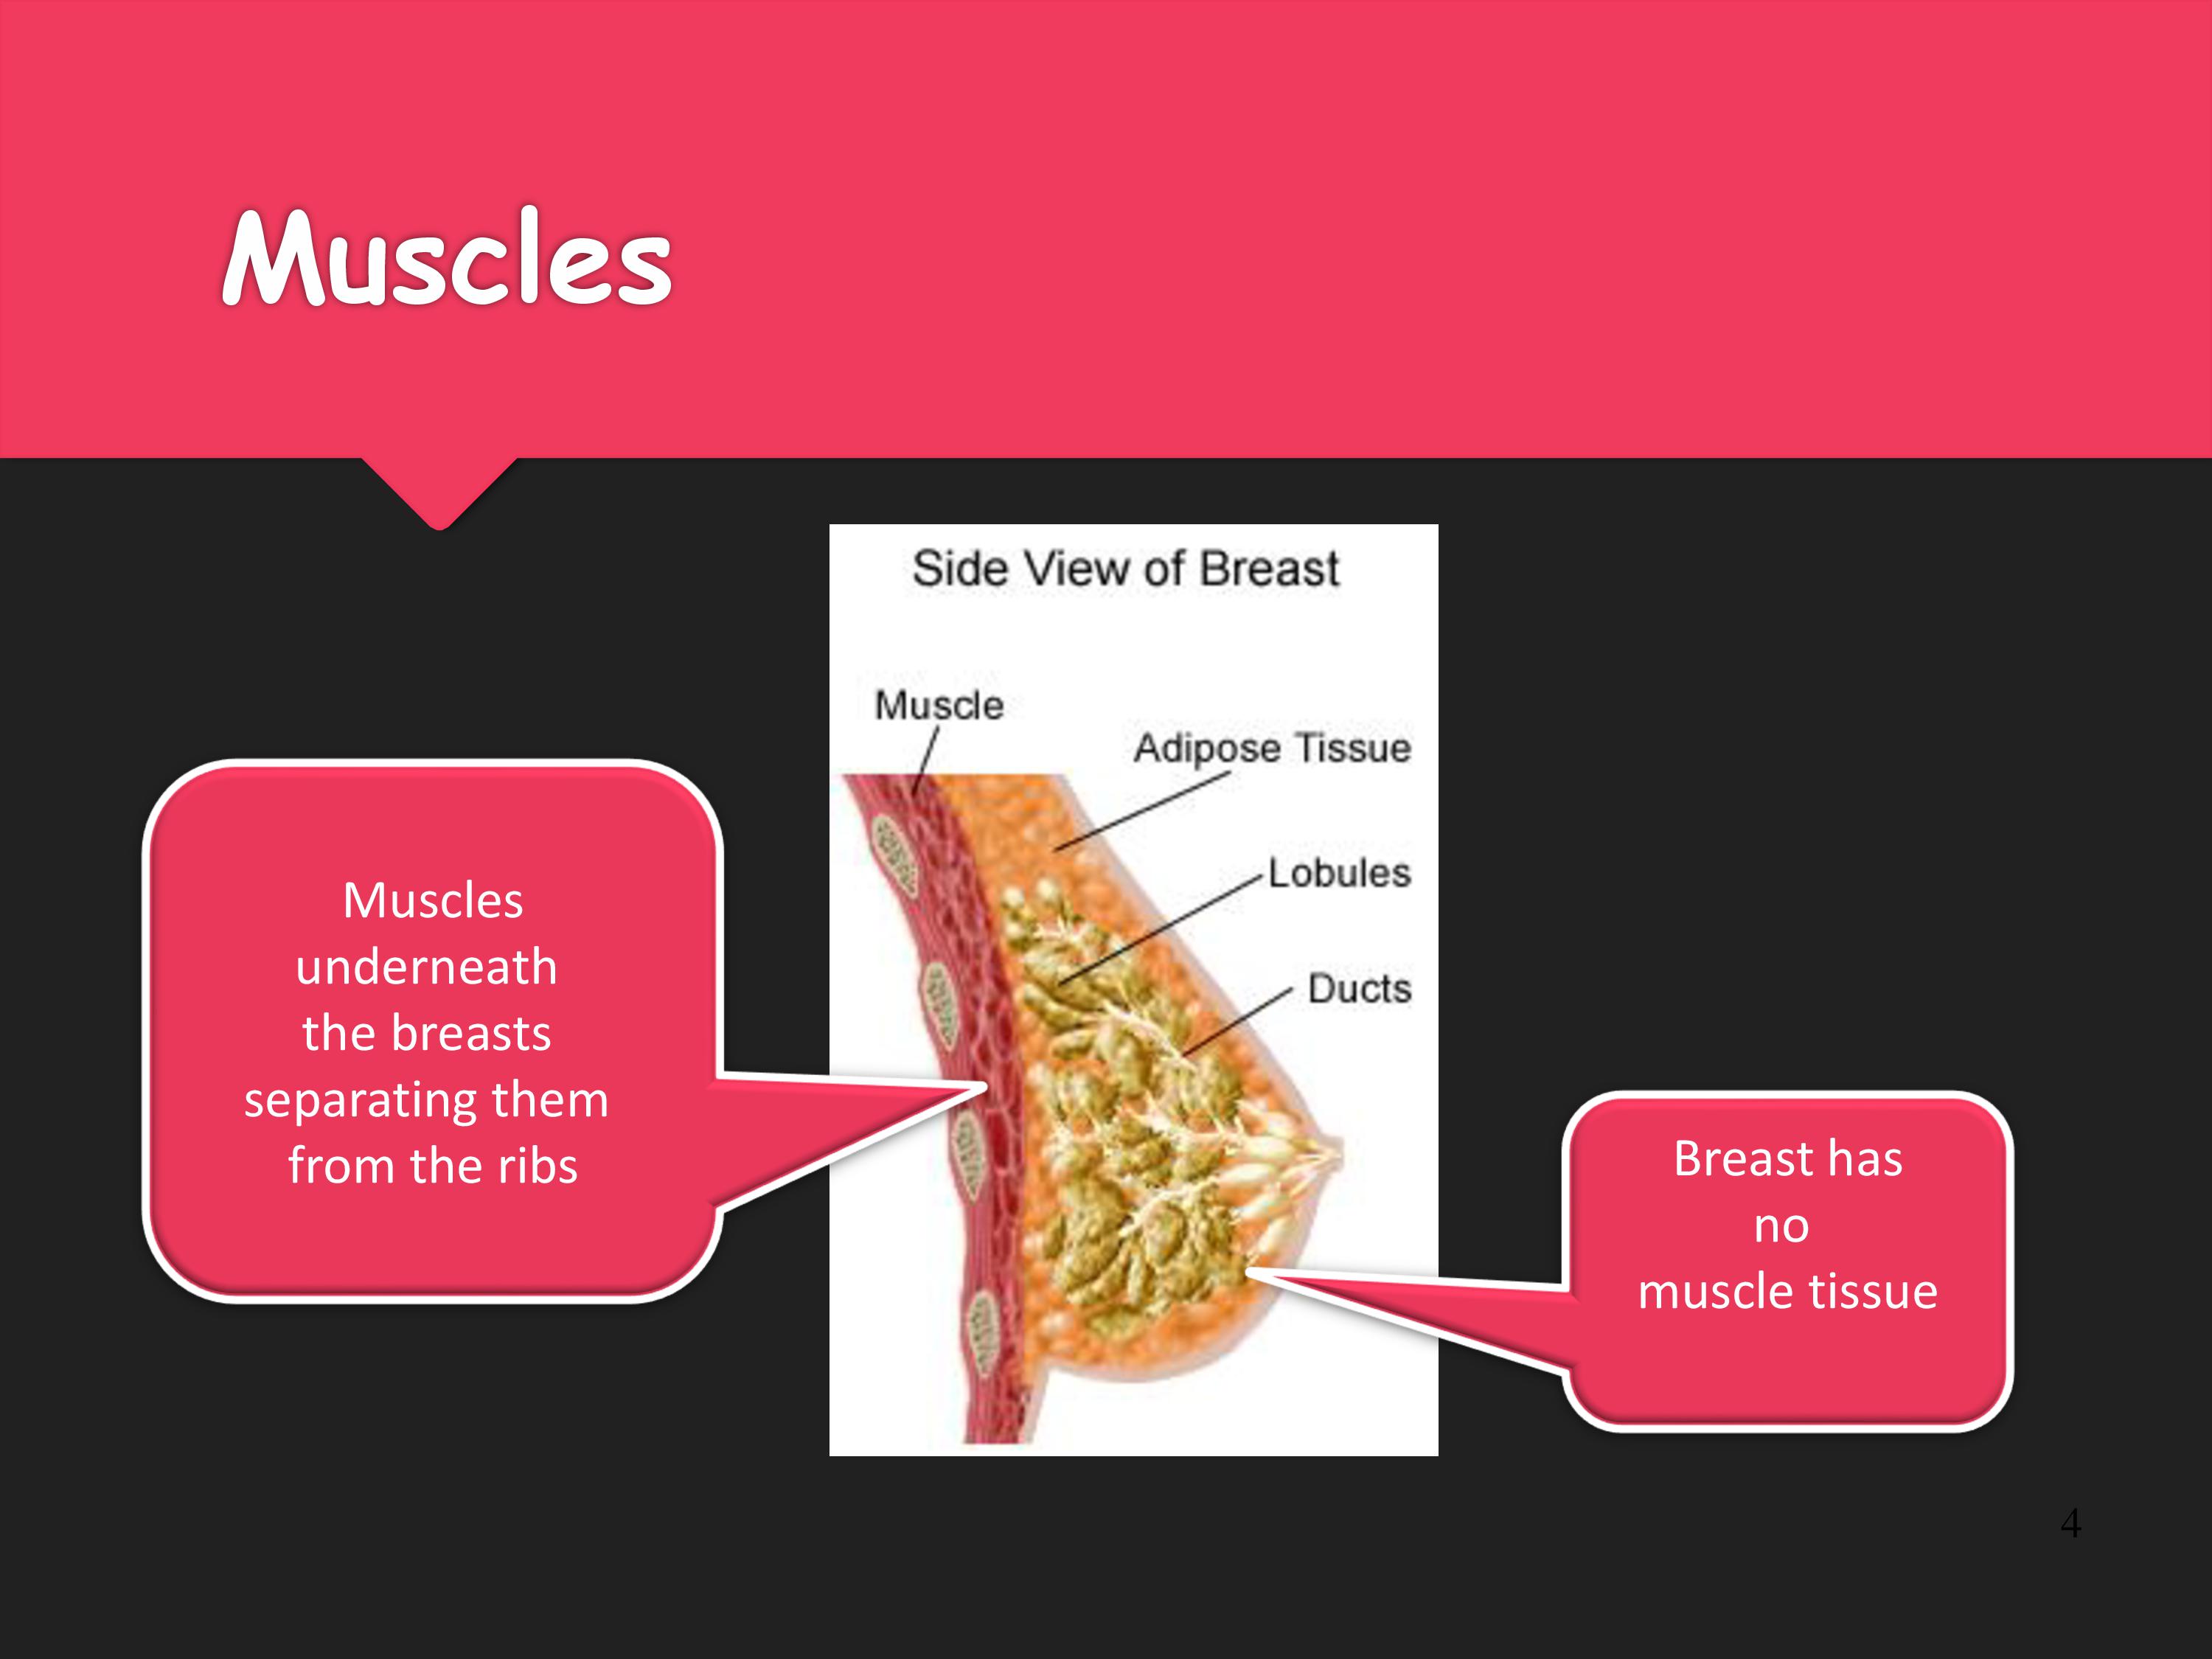 Muscles
Side View of Breast
Muscle
Adipose Tissue
Lobules
Ducts
Muscles
underneath
the breasts
separating them
from the ribs
Breast has
no
muscle tissue
4